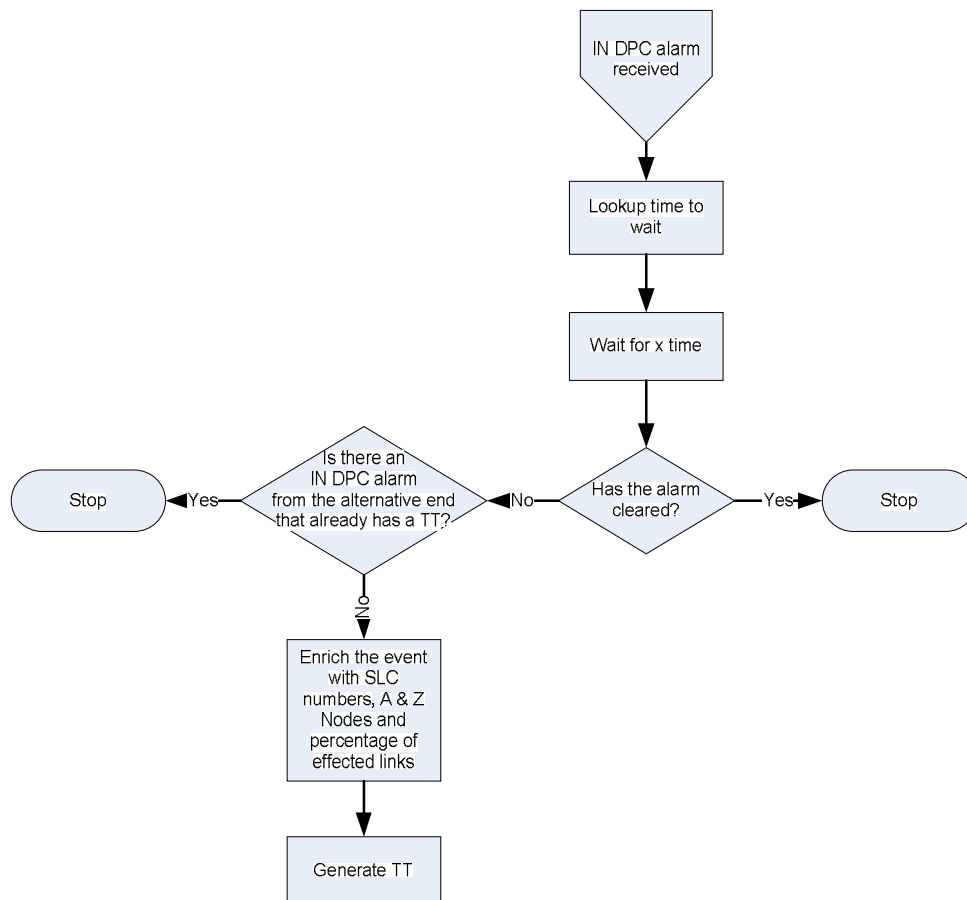 IN DPC alarm
received
Lookup time to
wait
Wait for x time
Has the alarm
cleared?
Yes
Stop
No
Is there an
IN DPC alarm
from the alternative end
that already has a TT?
Yes
Stop
No
Enrich the event
with SLC
numbers, A & Z
Nodes and
percentage of
effected links
Generate TT